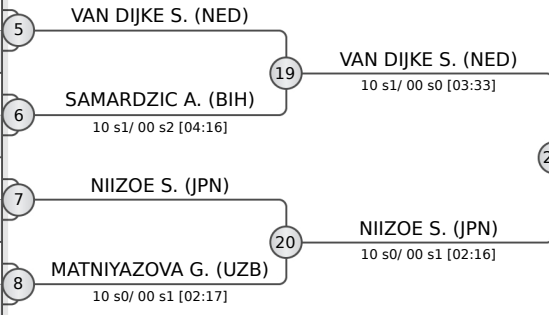 VAN DIJKE S. (NED)
5
19
VAN DIJKE S. (NED)
10 s1/ 00 s0 [03:33]
SAMARDZIC A. (BIH)
6
10 s1/ 00 s2 [04:16]
NIIZOE S. (JPN)
7
20
NIIZOE S. (JPN)
10 s0/ 00 s1 [02:16]
MATNIYAZOVA G. (UZB)
8
10 s0/ 00 s1 [02:17]